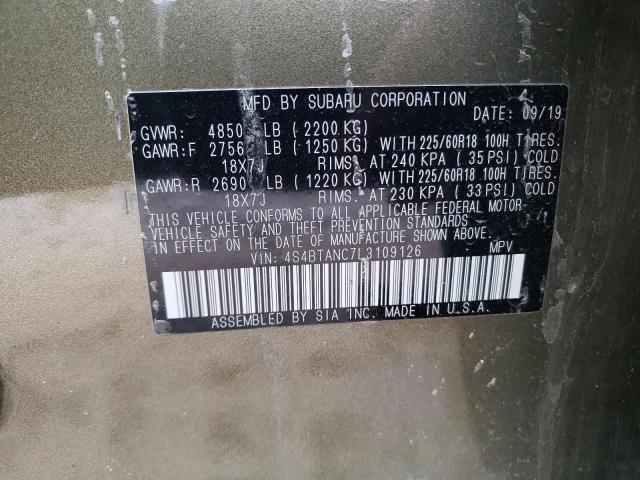 MFD BY SUBARU CORPORATION
DATE: 09/19
GVWR: 4850 LB ( 2200 KG)
GAWR:F 2756 LB ( 1250 KG) WITH 225/60R18 100H TIRES.
18X7J RIMS. AT 240 KPA ( 35 PSI) COLD
GAWR:R 2690 LB ( 1220 KG) WITH 225/60R18 100H TIRES.
18X7J RIMS. AT 230 KPA ( 33 PSI) COLD
THIS VEHICLE CONFORMS TO ALL APPLICABLE FEDERAL MOTOR
VEHICLE SAFETY AND BUMPER STANDARDS
IN EFFECT ON THE DATE OF MANUFACTURE SHOWN ABOVE.
VIN: 4S4BTANC7L3109126 MPV
ASSEMBLED BY SIA INC. MADE IN U.S.A.